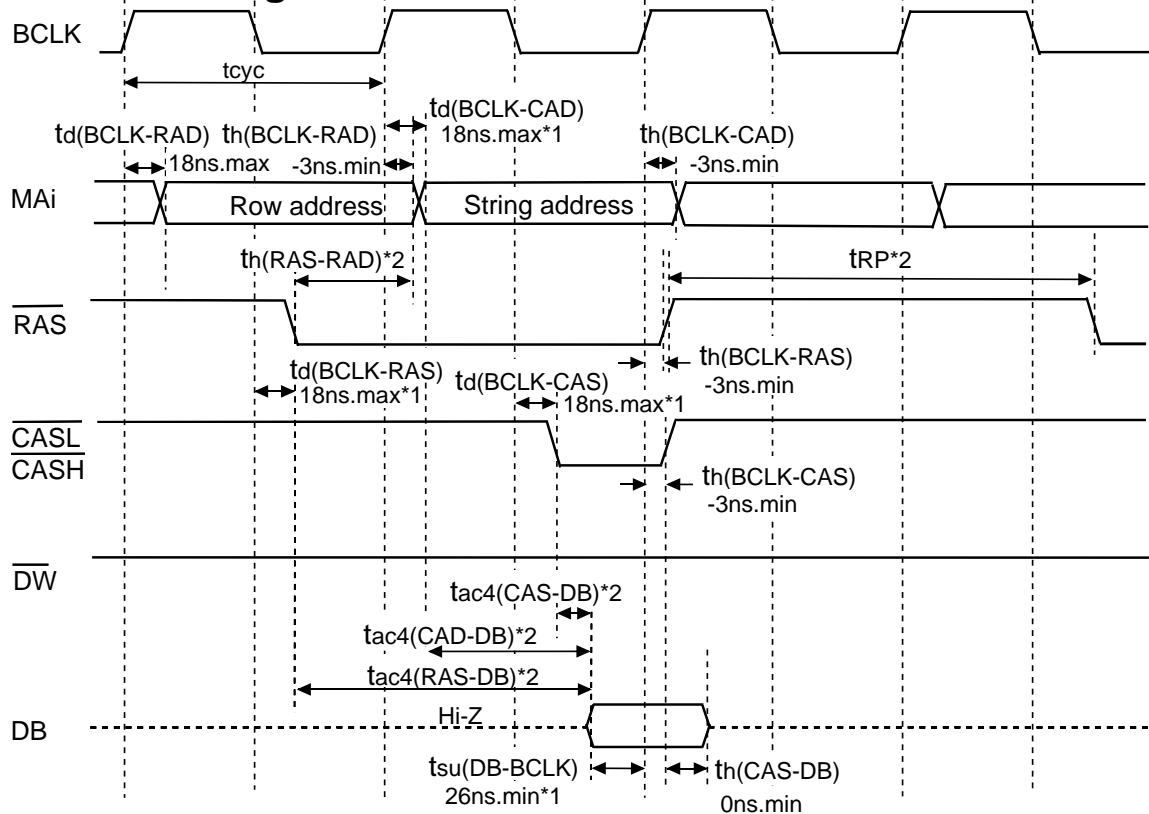 BCLK
tcyc
td(BCLK-CAD)
18ns.max*1
td(BCLK-RAD)
18ns.max
th(BCLK-RAD)
-3ns.min
th(BCLK-CAD)
-3ns.min
MAi
Row address
String address
th(RAS-RAD)*2
tRP*2
RAS
th(BCLK-RAS)
-3ns.min
td(BCLK-RAS)
18ns.max*1
td(BCLK-CAS)
18ns.max*1
CASL
CASH
th(BCLK-CAS)
-3ns.min
DW
tac4(CAS-DB)*2
tac4(CAD-DB)*2
tac4(RAS-DB)*2
Hi-Z
DB
tsu(DB-BCLK)
26ns.min*1
th(CAS-DB)
0ns.min